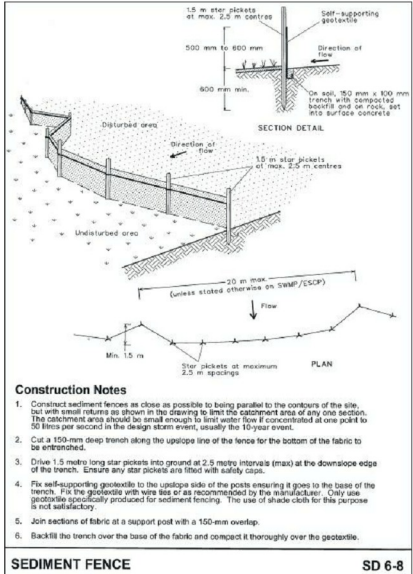 1.5 m star pickets
at max. 2.5 m centres
Self-supporting
geotextile
500 mm to 600 mm
Direction of
flow
600 mm min.
On soil, 150 mm x 100 mm
trench with compacted
backfill and on rock, set
into surface concrete
SECTION DETAIL
Disturbed area
Direction of
flow
1.5 m star pickets
at max. 2.5 m centres
Undisturbed area
20 m max
(unless stated otherwise on SWMP/ESCP)
Flow
Min. 1.5 m
Star pickets at maximum
2.5 m spacings
PLAN
Construction Notes
1. Construct sediment fences as close as possible to being parallel to the contours of the site,
but with small returns as shown in the drawing to limit the catchment area of any one section.
The catchment area should be small enough to limit water flow if concentrated at one point to
50 litres per second in the design storm event, usually the 10-year event.
2. Cut a 150-mm deep trench along the upslope line of the fence for the bottom of the fabric to
be entrenched.
3. Drive 1.5 metre long star pickets into ground at 2.5 metre intervals (max) at the downslope edge
of the trench. Ensure any star pickets are fitted with safety caps.
4. Fix self-supporting geotextile to the upslope side of the posts ensuring it goes to the base of the
trench. Fix the geotextile with wire ties or as recommended by the manufacturer. Only use
geotextile specifically produced for sediment fencing. The use of shade cloth for this purpose
is not satisfactory.
5. Join sections of fabric at a support post with a 150-mm overlap.
6. Backfill the trench over the base of the fabric and compact it thoroughly over the geotextile.
SEDIMENT FENCE SD 6-8